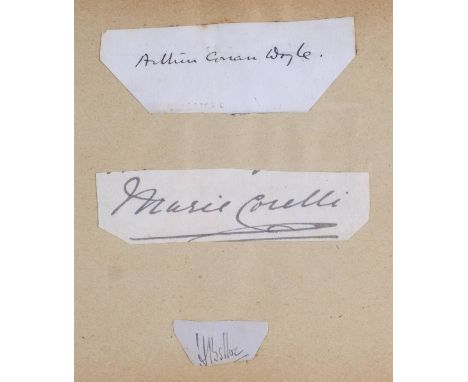 Arthur Conan Doyle.
Marie Corelli